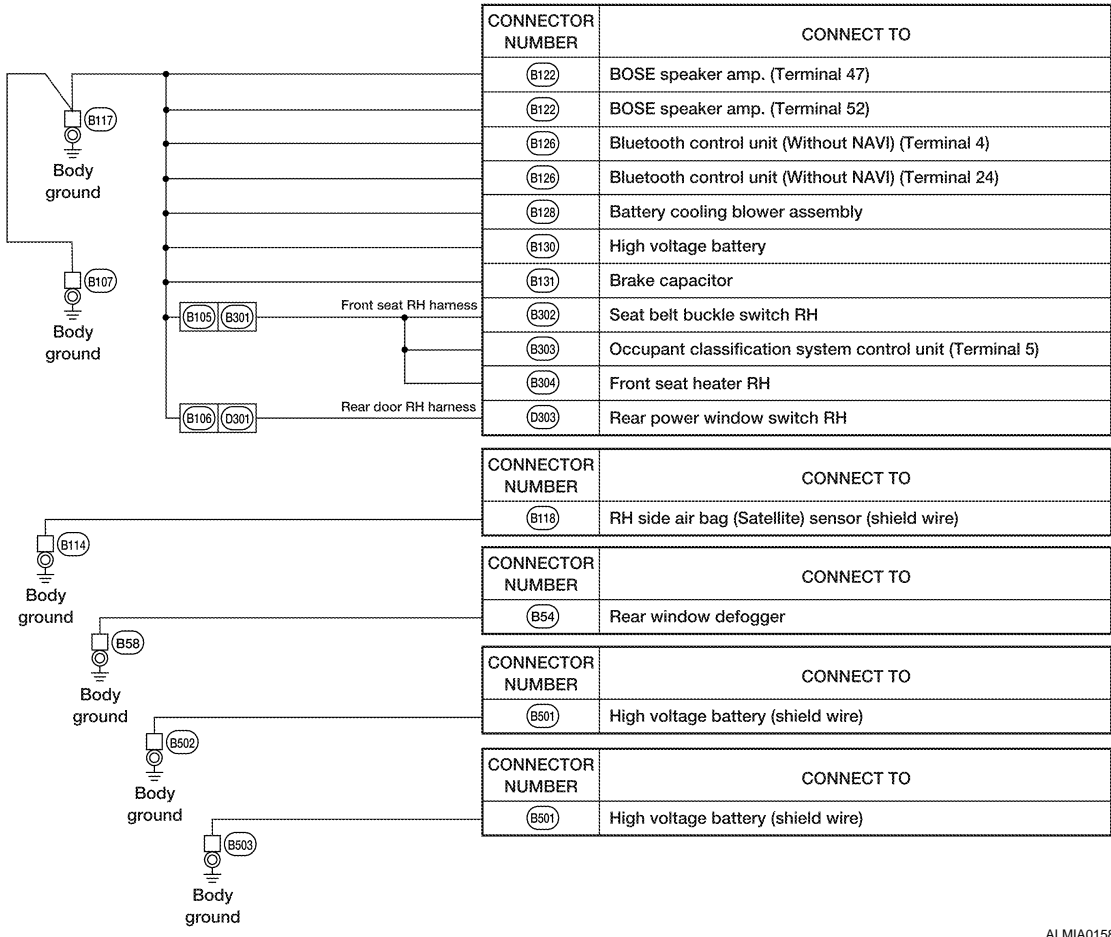 CONNECTOR NUMBER CONNECT TO
B122 BOSE speaker amp. (Terminal 47)
B122 BOSE speaker amp. (Terminal 52)
B126 Bluetooth control unit (Without NAVI) (Terminal 4)
B126 Bluetooth control unit (Without NAVI) (Terminal 24)
B128 Battery cooling blower assembly
B130 High voltage battery
B131 Brake capacitor
B302 Seat belt buckle switch RH
B303 Occupant classification system control unit (Terminal 5)
B304 Front seat heater RH
D303 Rear power window switch RH
B117
Body
ground
B107
Body
ground
B105 B301
Front seat RH harness
B106 D301
Rear door RH harness
CONNECTOR NUMBER CONNECT TO
B118 RH side air bag (Satellite) sensor (shield wire)
B114
Body
ground
CONNECTOR NUMBER CONNECT TO
B54 Rear window defogger
B58
Body
ground
CONNECTOR NUMBER CONNECT TO
B501 High voltage battery (shield wire)
B502
Body
ground
CONNECTOR NUMBER CONNECT TO
B501 High voltage battery (shield wire)
B503
Body
ground
ALMIA0158